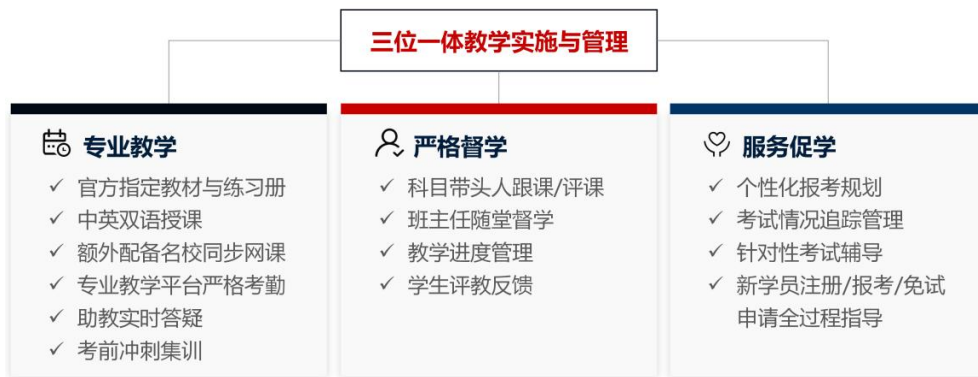 三位一体教学实施与管理
专业教学
官方指定教材与练习册
中英双语授课
额外配备名校同步网课
专业教学平台严格考勤
助教实时答疑
考前冲刺集训
严格督学
科目带头人跟课/评课
班主任随堂督学
教学进度管理
学生评教反馈
服务促学
个性化报考规划
考试情况追踪管理
针对性考试辅导
新学员注册/报考/免试
申请全过程指导